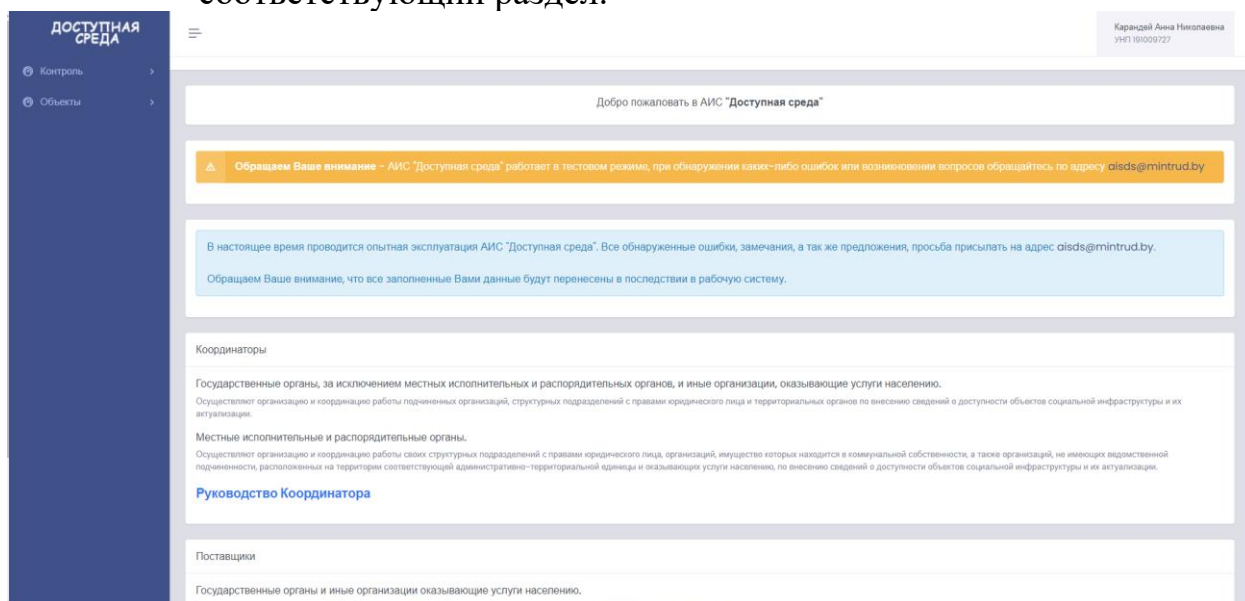 соответствующий раздел.
ДОСТУПНАЯ
СРЕДА
Карандей Анна Николаевна
УНП 191009727
Контроль
Объекты
Добро пожаловать в АИС "Доступная среда"
Обращаем Ваше внимание - АИС "Доступная среда" работает в тестовом режиме, при обнаружении каких-либо ошибок или возникновении вопросов обращайтесь по адресу aisds@mintrud.by
В настоящее время проводится опытная эксплуатация АИС "Доступная среда". Все обнаруженные ошибки, замечания, а так же предложения, просьба присылать на адрес aisds@mintrud.by.
Обращаем Ваше внимание, что все заполненные Вами данные будут перенесены в последствии в рабочую систему.
Координаторы
Государственные органы, за исключением местных исполнительных и распорядительных органов, и иные организации, оказывающие услуги населению.
Осуществляют организацию и координацию работы подчиненных организаций, структурных подразделений с правами юридического лица и территориальных органов по внесению сведений о доступности объектов социальной инфраструктуры и их
актуализации.
Местные исполнительные и распорядительные органы.
Осуществляют организацию и координацию работы своих структурных подразделений с правами юридического лица, организаций, имущество которых находится в коммунальной собственности, а также организаций, не имеющих ведомственной
подчиненности, расположенных на территории соответствующей административно-территориальной единицы и оказывающих услуги населению, по внесению сведений о доступности объектов социальной инфраструктуры и их актуализации.
Руководство Координатора
Поставщики
Государственные органы и иные организации оказывающие услуги населению.